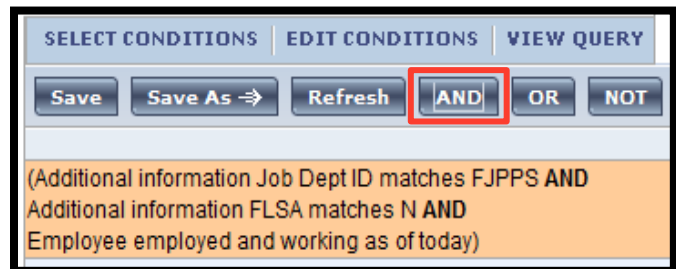 SELECT CONDITIONS EDIT CONDITIONS VIEW QUERY
Save Save As Refresh AND OR NOT
(Additional information Job Dept ID matches FJPPS AND
Additional information FLSA matches N AND
Employee employed and working as of today)